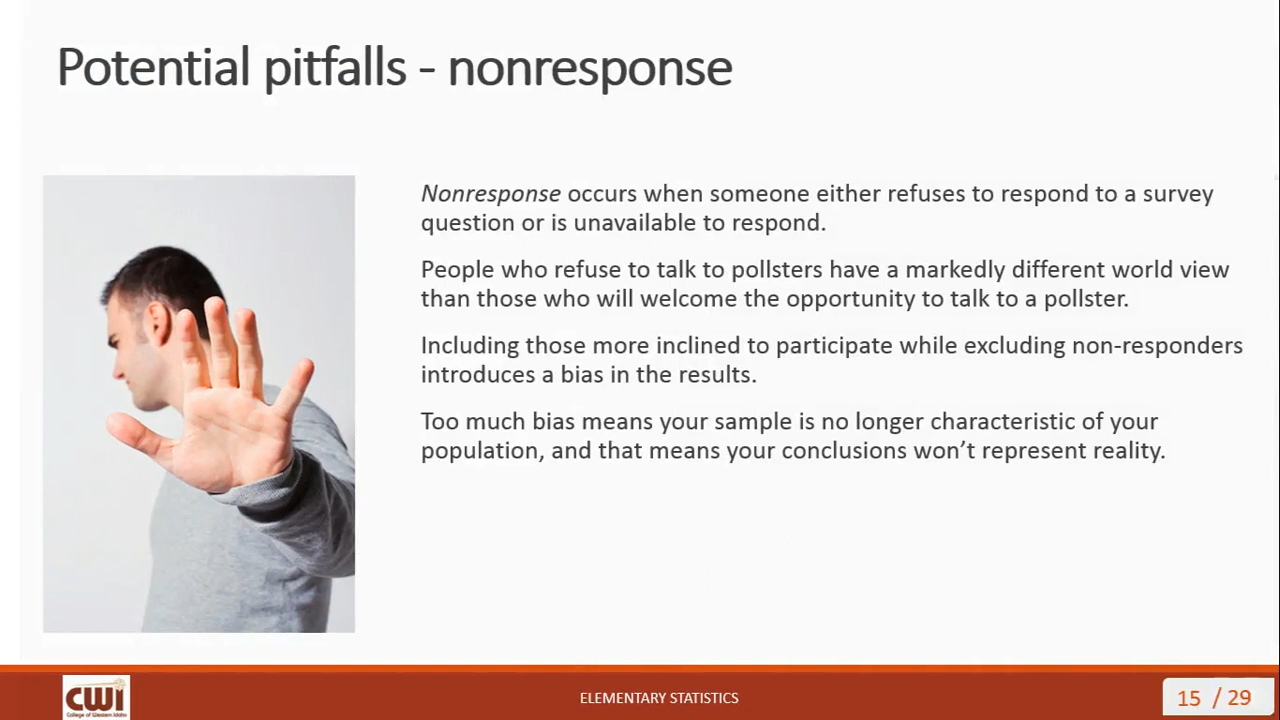 Potential pitfalls - nonresponse
Nonresponse occurs when someone either refuses to respond to a survey
question or is unavailable to respond.
People who refuse to talk to pollsters have a markedly different world view
than those who will welcome the opportunity to talk to a pollster.
Including those more inclined to participate while excluding non-responders
introduces a bias in the results.
Too much bias means your sample is no longer characteristic of your
population, and that means your conclusions won’t represent reality.
CWI
College of Western Idaho
ELEMENTARY STATISTICS
15 / 29